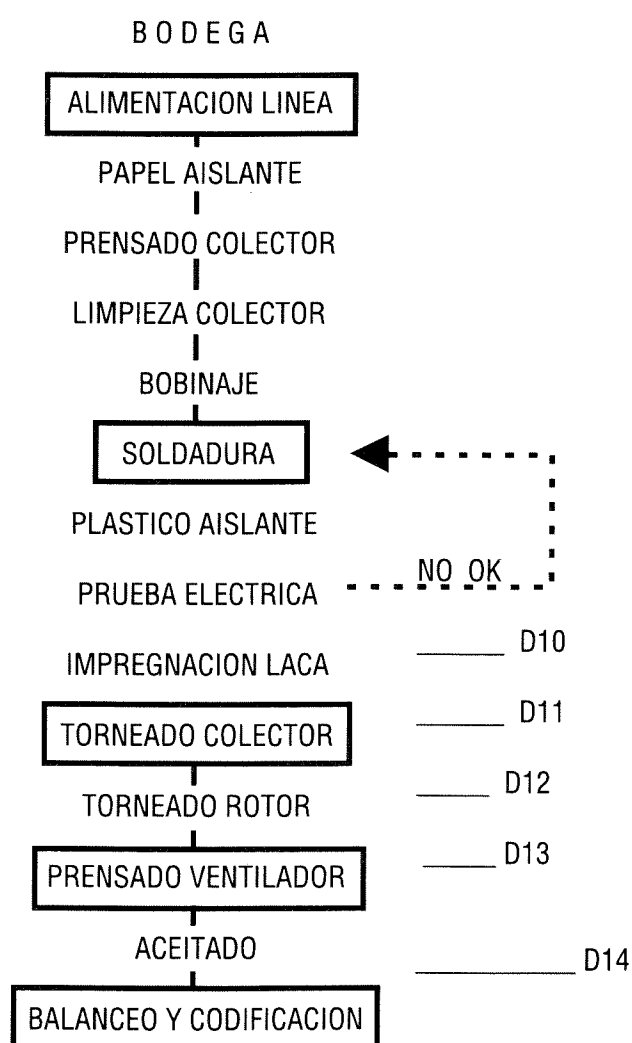 BODEGA
ALIMENTACION LINEA
PAPEL AISLANTE
PRENSADO COLECTOR
LIMPIEZA COLECTOR
BOBINAJE
SOLDADURA
PLASTICO AISLANTE
NO OK
PRUEBA ELECTRICA
D10
IMPREGNACION LACA
D11
TORNEADO COLECTOR
D12
TORNEADO ROTOR
D13
PRENSADO VENTILADOR
ACEITADO
D14
BALANCEO Y CODIFICACION